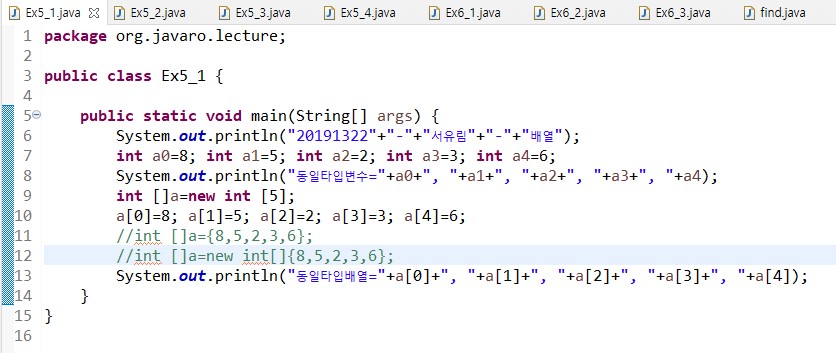 Ex5_1.java Ex5_2.java Ex5_3.java Ex5_4.java Ex6_1.java Ex6_2.java Ex6_3.java find.java
1 package org.javaro.lecture;
2
3 public class Ex5_1 {
4
5 public static void main(String[] args) {
6 System.out.println("20191322"+"-"+"서유림"+"-"+"배열");
7 int a0=8; int a1=5; int a2=2; int a3=3; int a4=6;
8 System.out.println("동일타입변수="+a0+", "+a1+", "+a2+", "+a3+", "+a4);
9 int []a=new int [5];
10 a[0]=8; a[1]=5; a[2]=2; a[3]=3; a[4]=6;
11 //int []a={8,5,2,3,6};
12 //int []a=new int[]{8,5,2,3,6};
13 System.out.println("동일타입배열="+a[0]+", "+a[1]+", "+a[2]+", "+a[3]+", "+a[4]);
14 }
15 }
16